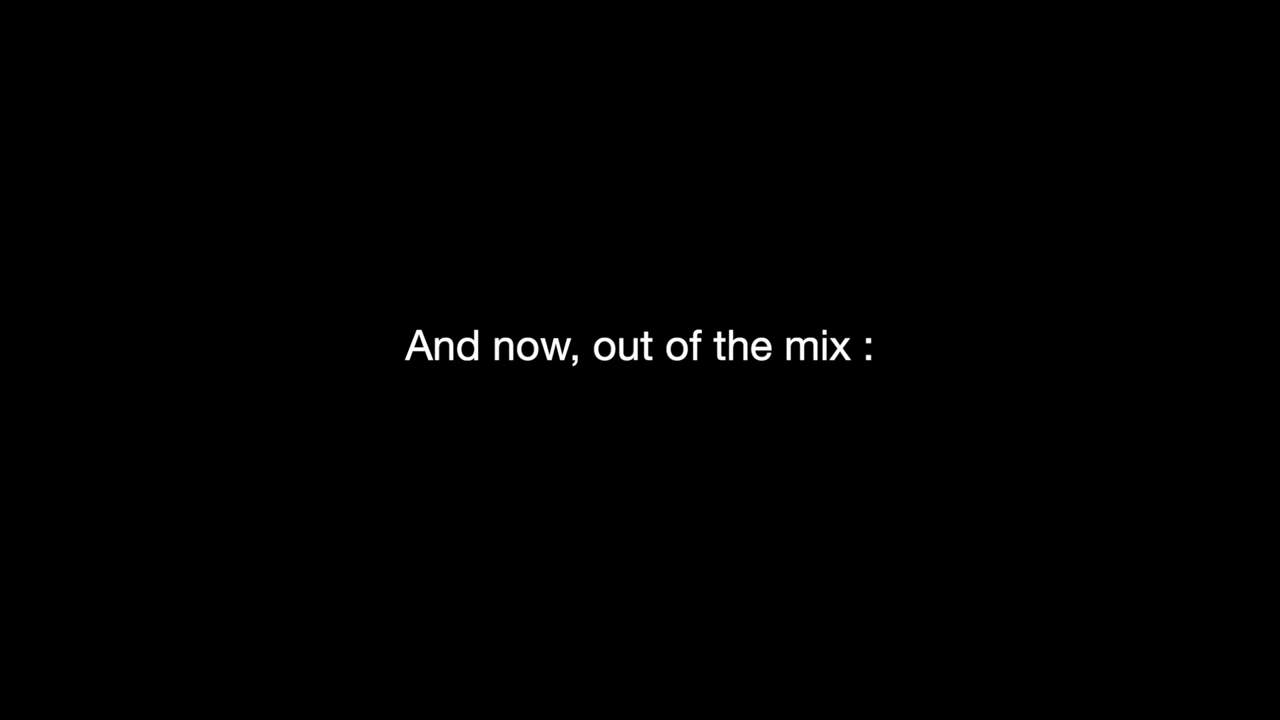 And now, out of the mix :